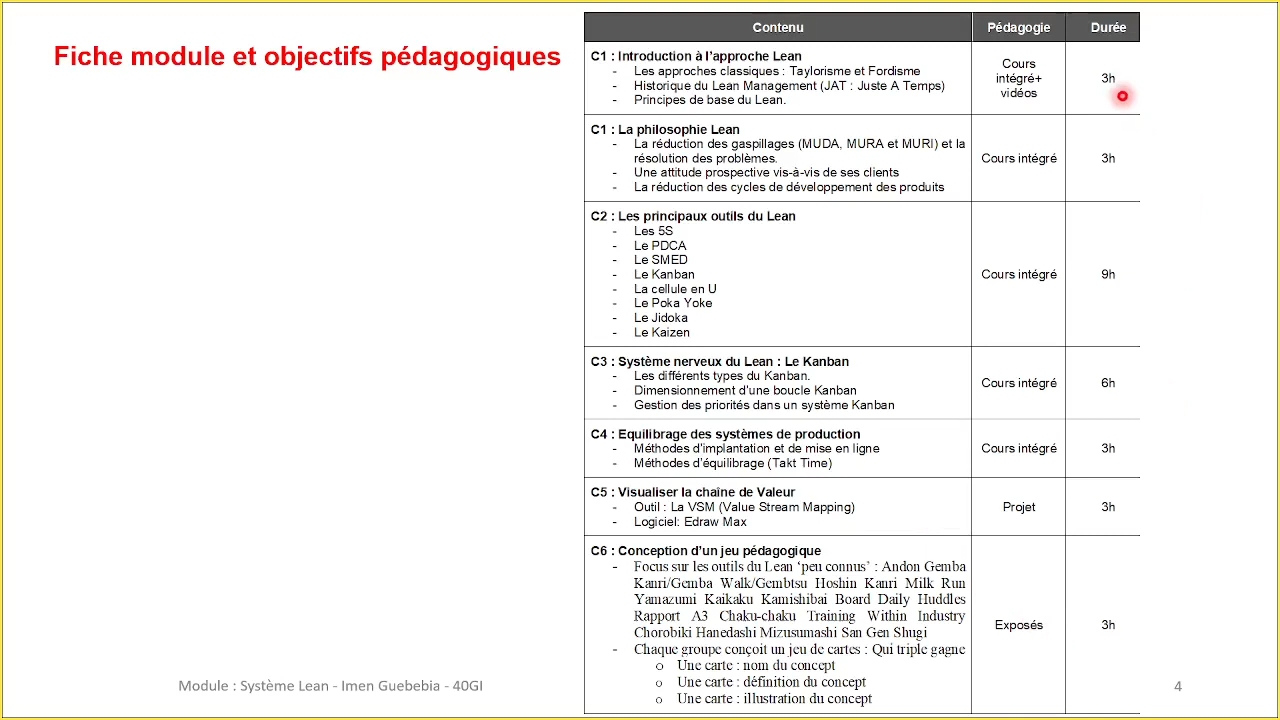 Fiche module et objectifs pédagogiques
Contenu Pédagogie Durée
C1 : Introduction à l'approche Lean
- Les approches classiques : Taylorisme et Fordisme
- Historique du Lean Management (JAT : Juste A Temps)
- Principes de base du Lean.
Cours
intégré+
vidéos
3h
C1 : La philosophie Lean
- La réduction des gaspillages (MUDA, MURA et MURI) et la
résolution des problèmes.
- Une attitude prospective vis-à-vis de ses clients
- La réduction des cycles de développement des produits
Cours intégré
3h
C2 : Les principaux outils du Lean
- Les 5S
- Le PDCA
- Le SMED
- Le Kanban
- La cellule en U
- Le Poka Yoke
- Le Jidoka
- Le Kaizen
Cours intégré
9h
C3 : Système nerveux du Lean : Le Kanban
- Les différents types du Kanban.
- Dimensionnement d'une boucle Kanban
- Gestion des priorités dans un système Kanban
Cours intégré
6h
C4 : Equilibrage des systèmes de production
- Méthodes d'implantation et de mise en ligne
- Méthodes d'équilibrage (Takt Time)
Cours intégré
3h
C5 : Visualiser la chaîne de Valeur
- Outil : La VSM (Value Stream Mapping)
- Logiciel: Edraw Max
Projet
3h
C6 : Conception d'un jeu pédagogique
- Focus sur les outils du Lean 'peu connus' : Andon Gemba
Kanri/Gemba Walk/Gembtsu Hoshin Kanri Milk Run
Yamazumi Kaikaku Kamishibai Board Daily Huddles
Rapport A3 Chaku-chaku Training Within Industry
Chorobiki Hanedashi Mizusumashi San Gen Shugi
- Chaque groupe conçoit un jeu de cartes : Qui triple gagne
o Une carte : nom du concept
o Une carte : définition du concept
o Une carte : illustration du concept
Exposés
3h
Module : Système Lean - Imen Guebebia - 40GI
4